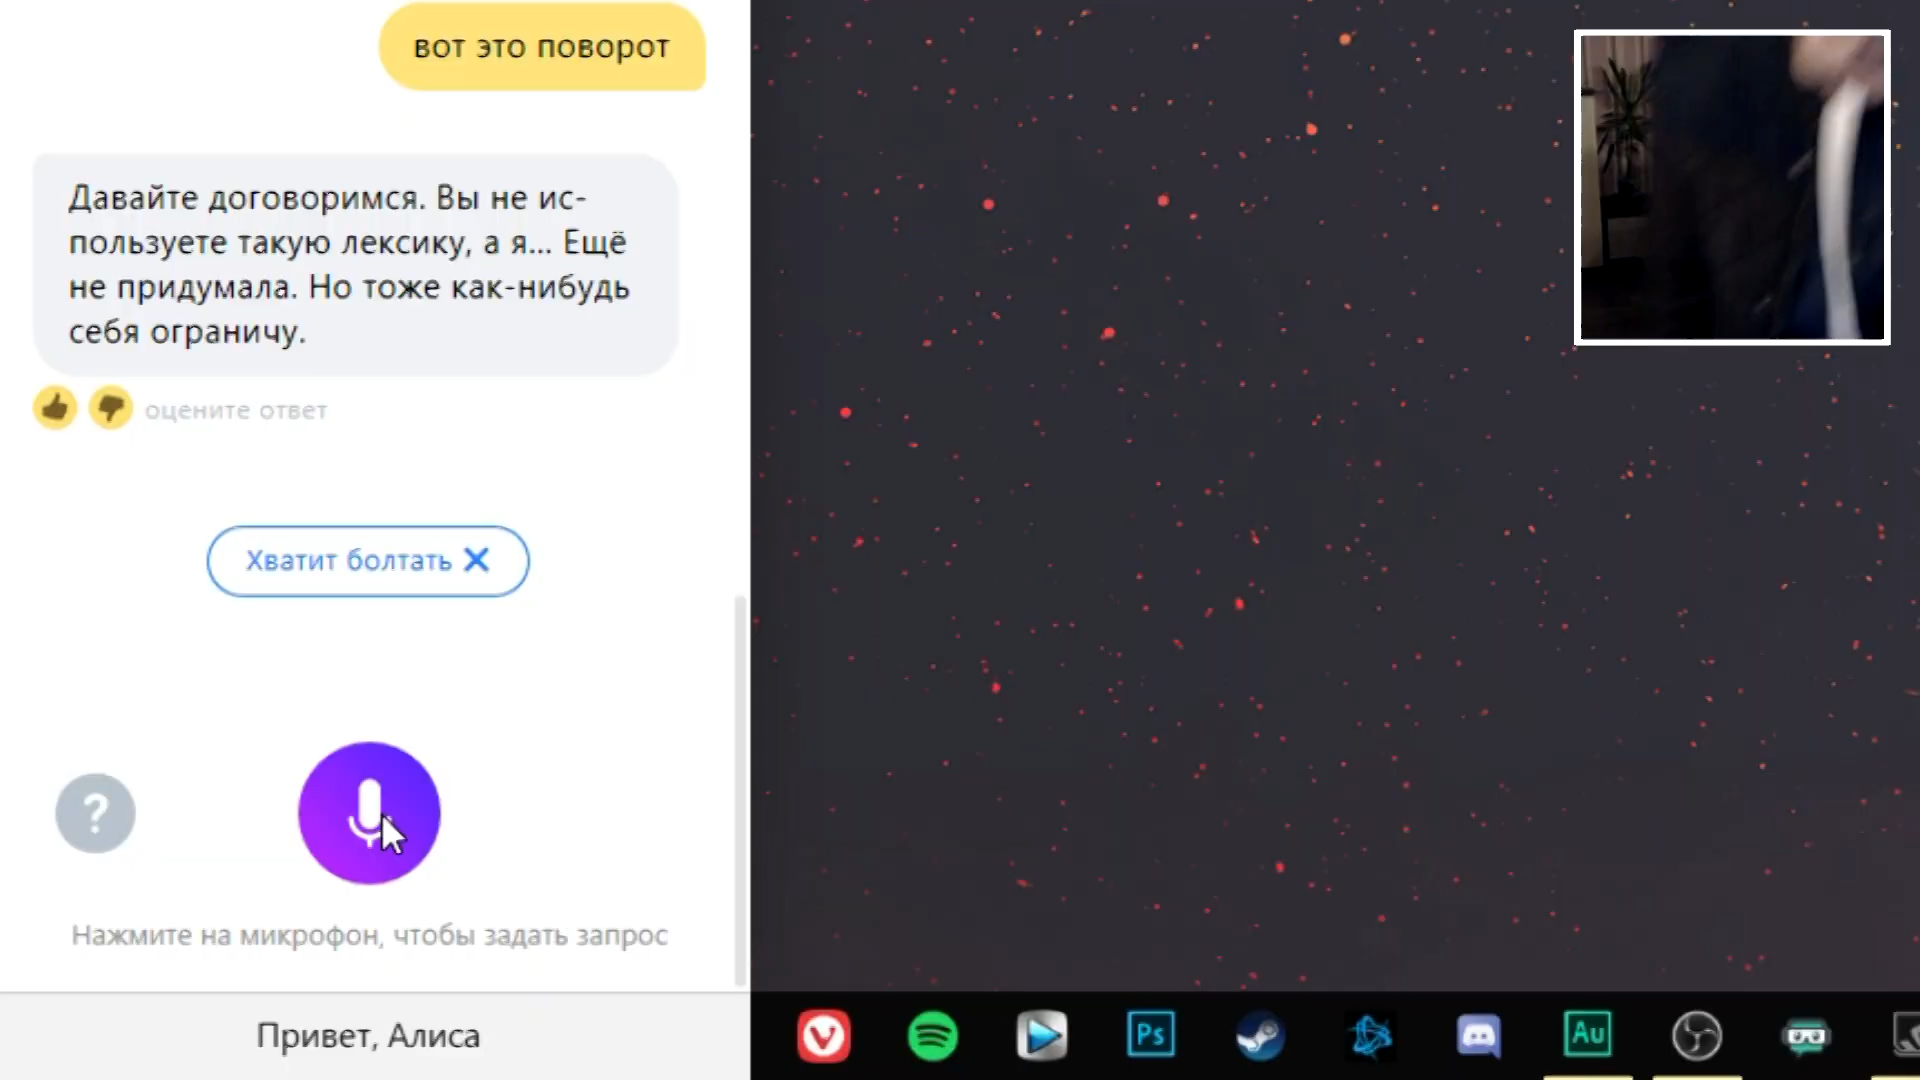 вот это поворот
Давайте договоримся. Вы не ис-
пользуете такую лексику, а я... Ещё
не придумала. Но тоже как-нибудь
себя ограничу.
оцените ответ
Хватит болтать
?
Нажмите на микрофон, чтобы задать запрос
Привет, Алиса
Ps
Au